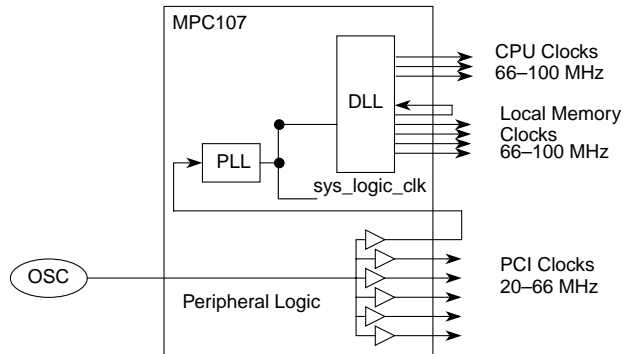 MPC107
CPU Clocks
66–100 MHz
DLL
Local Memory
Clocks
66–100 MHz
PLL
sys_logic_clk
OSC
Peripheral Logic
PCI Clocks
20–66 MHz